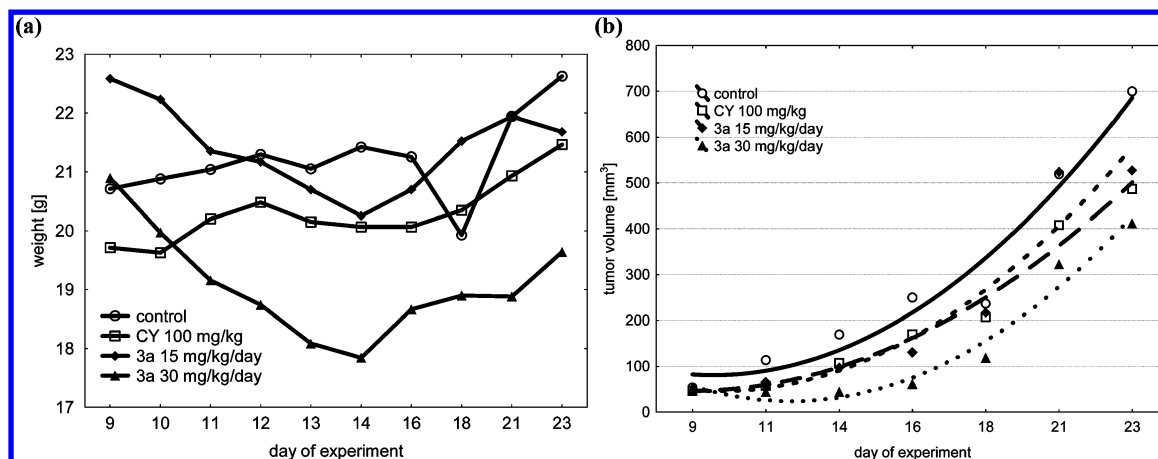 (a)
23
22
21
20
19
18
17
weight [g]
control
CY 100 mg/kg
3a 15 mg/kg/day
3a 30 mg/kg/day
9 10 11 12 13 14 16 18 21 23
day of experiment
(b)
800
700
600
500
400
300
200
100
0
tumor volume [mm³]
control
CY 100 mg/kg
3a 15 mg/kg/day
3a 30 mg/kg/day
9 11 14 16 18 21 23
day of experiment